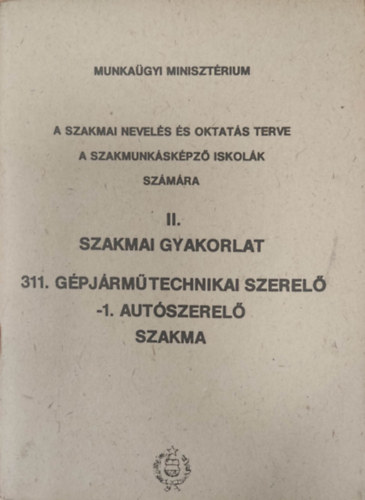 MUNKAÜGYI MINISZTÉRIUM
A SZAKMAI NEVELÉS ÉS OKTATÁS TERVE
A SZAKMUNKÁSKÉPZŐ ISKOLÁK
SZÁMÁRA
II.
SZAKMAI GYAKORLAT
311. GÉPJÁRMŰTECHNIKAI SZERELŐ
-1. AUTÓSZERELŐ
SZAKMA